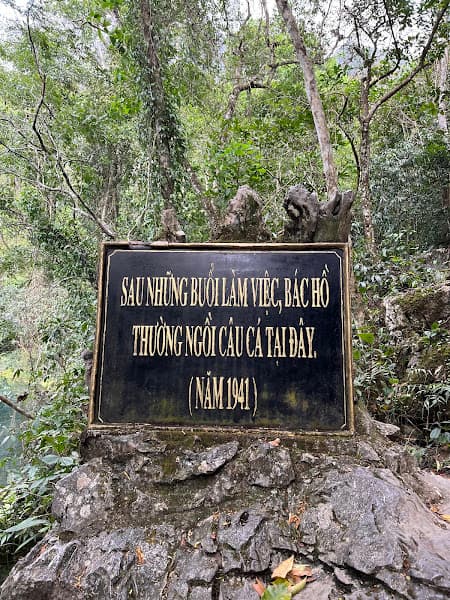 SAU NHỮNG BUỔI LÀM VIỆC, BÁC HỒ
THƯỜNG NGỒI CÂU CÁ TẠI ĐÂY.
(NĂM 1941)